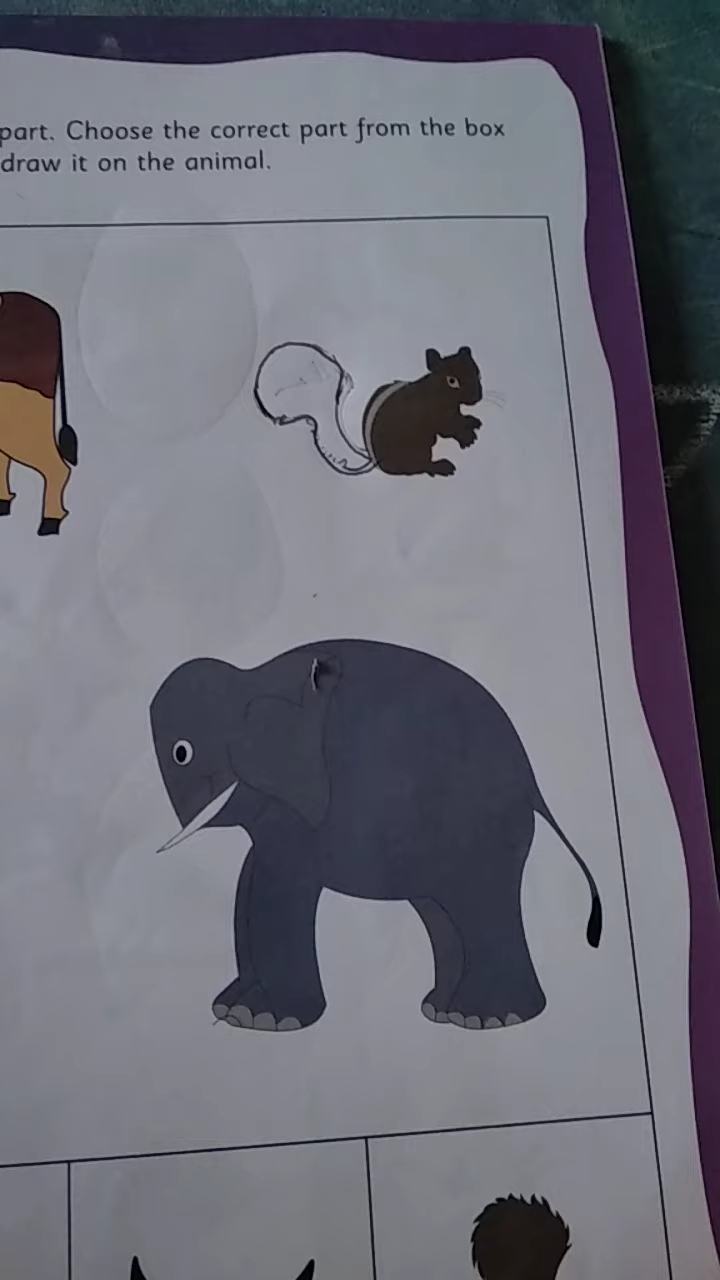 part. Choose the correct part from the box
draw it on the animal.